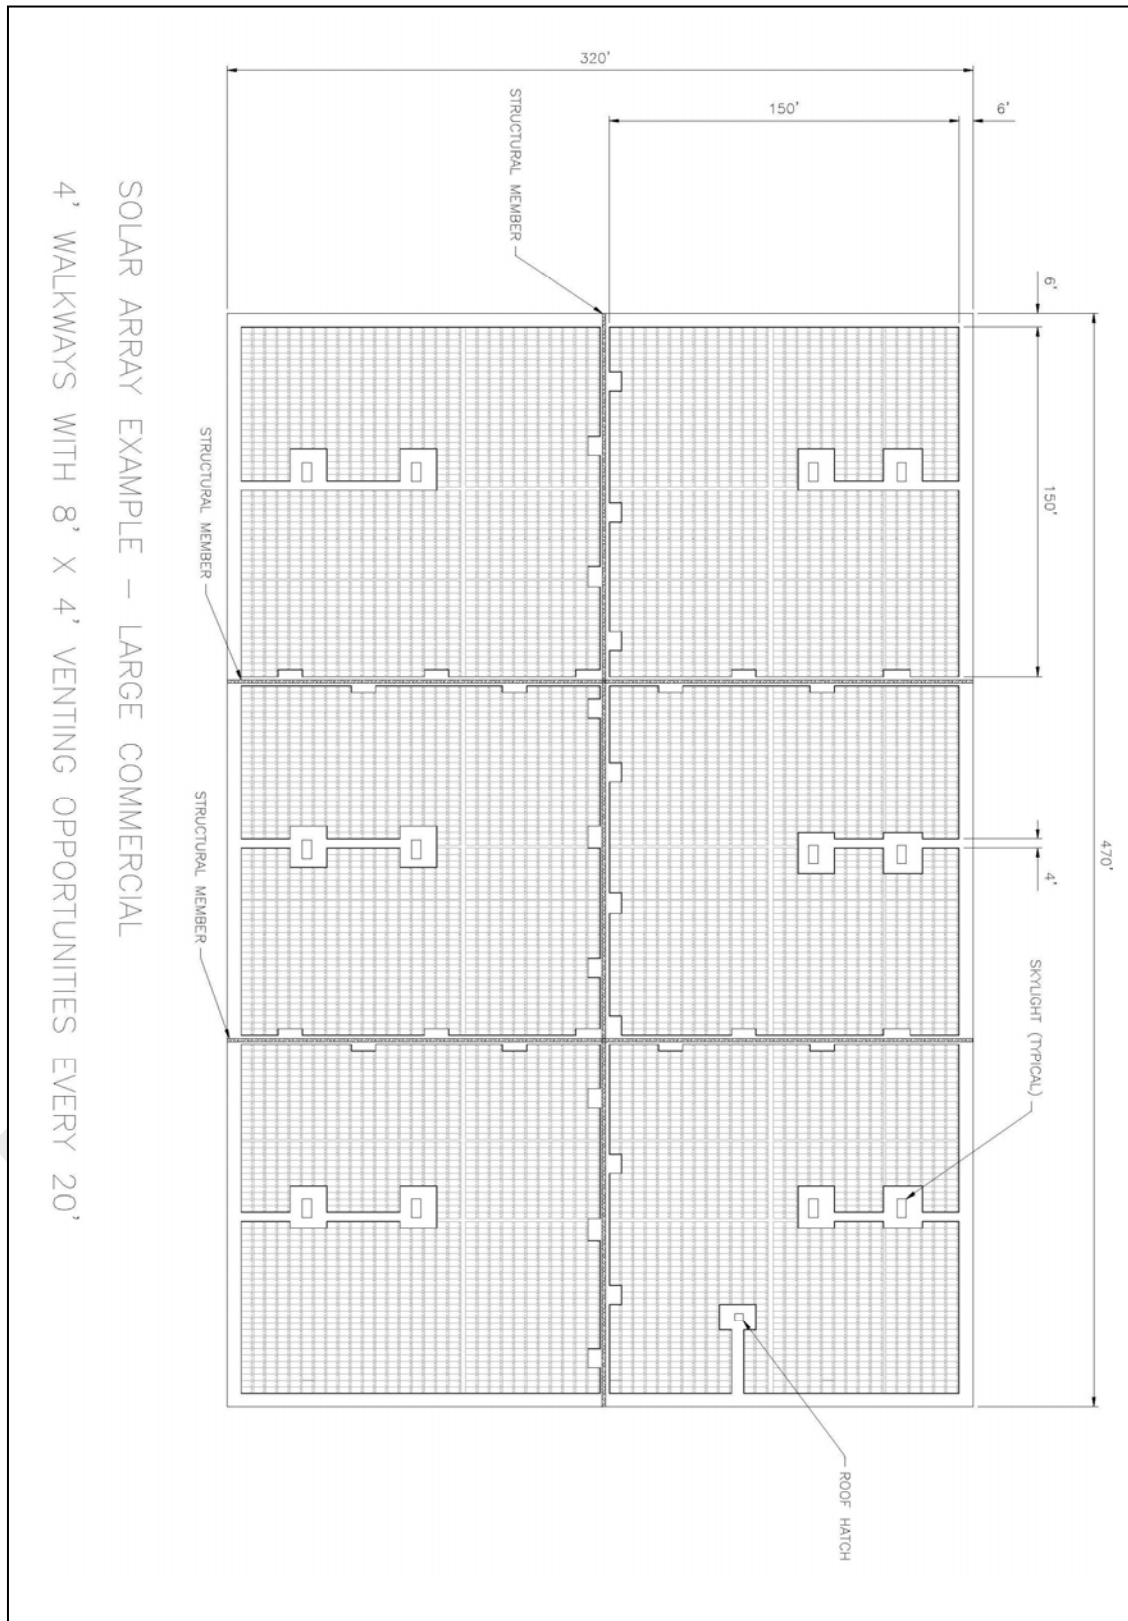 320'
150'
6'
6'
150'
470'
4'
STRUCTURAL MEMBER
STRUCTURAL MEMBER
STRUCTURAL MEMBER
SKYLIGHT (TYPICAL)
ROOF HATCH
SOLAR ARRAY EXAMPLE – LARGE COMMERCIAL
4' WALKWAYS WITH 8' X 4' VENTING OPPORTUNITIES EVERY 20'